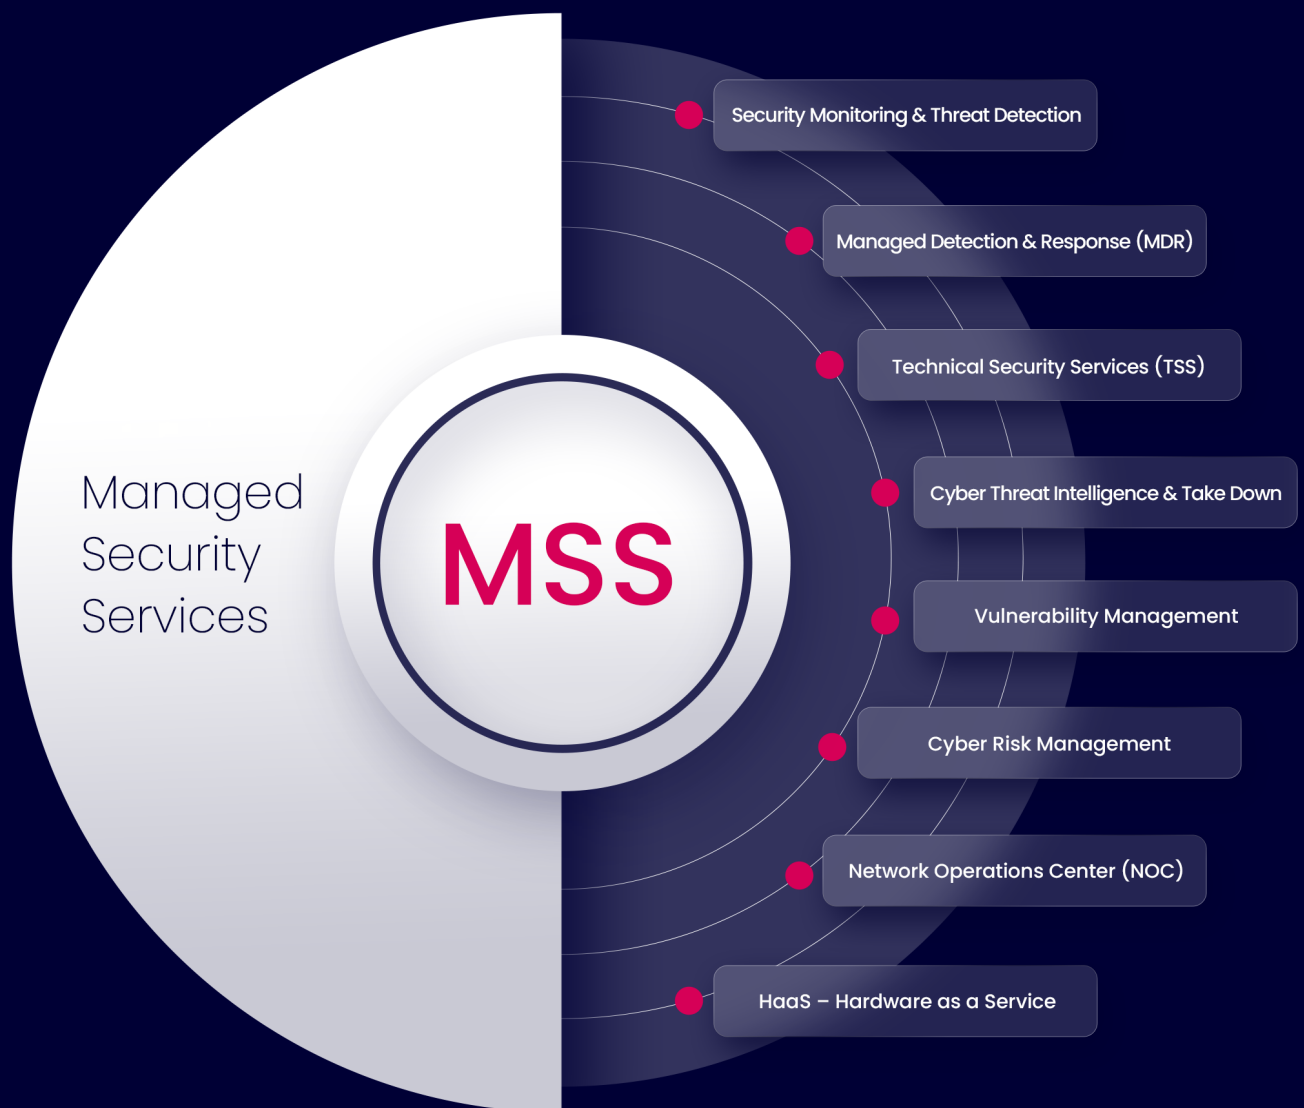 Managed
Security
Services
MSS
Security Monitoring & Threat Detection
Managed Detection & Response (MDR)
Technical Security Services (TSS)
Cyber Threat Intelligence & Take Down
Vulnerability Management
Cyber Risk Management
Network Operations Center (NOC)
HaaS – Hardware as a Service